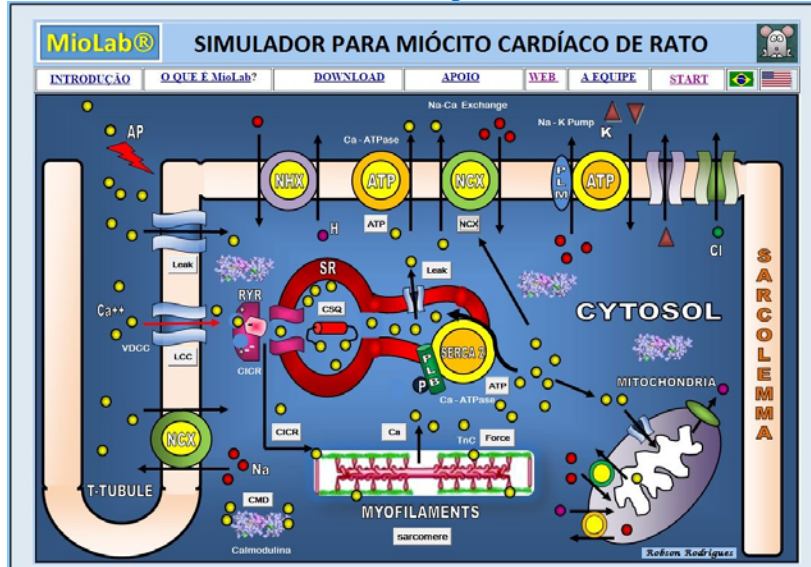 MioLab® SIMULADOR PARA MIÓCITO CARDÍACO DE RATO
INTRODUÇÃO O QUE É MioLab? DOWNLOAD APOIO WEB A EQUIPE START
Na-Ca Exchange
AP
Ca - ATPase
Na - K Pump
K
NHX
ATP
NCX
PLM
ATP
H
ATP
NCX
Cl
Leak
SR
Leak
RYR
CSQ
Ca++
CYTOSOL
SARCOLEMMA
VDCC
LCC
CICR
SERCA 2
PLB
P
ATP
MITOCHONDRIA
Ca - ATPase
NCX
CICR
Ca
TnC
Force
Na
T-TUBULE
CMD
MYOFILAMENTS
sarcomere
Calmodulina
Robson Rodrigues